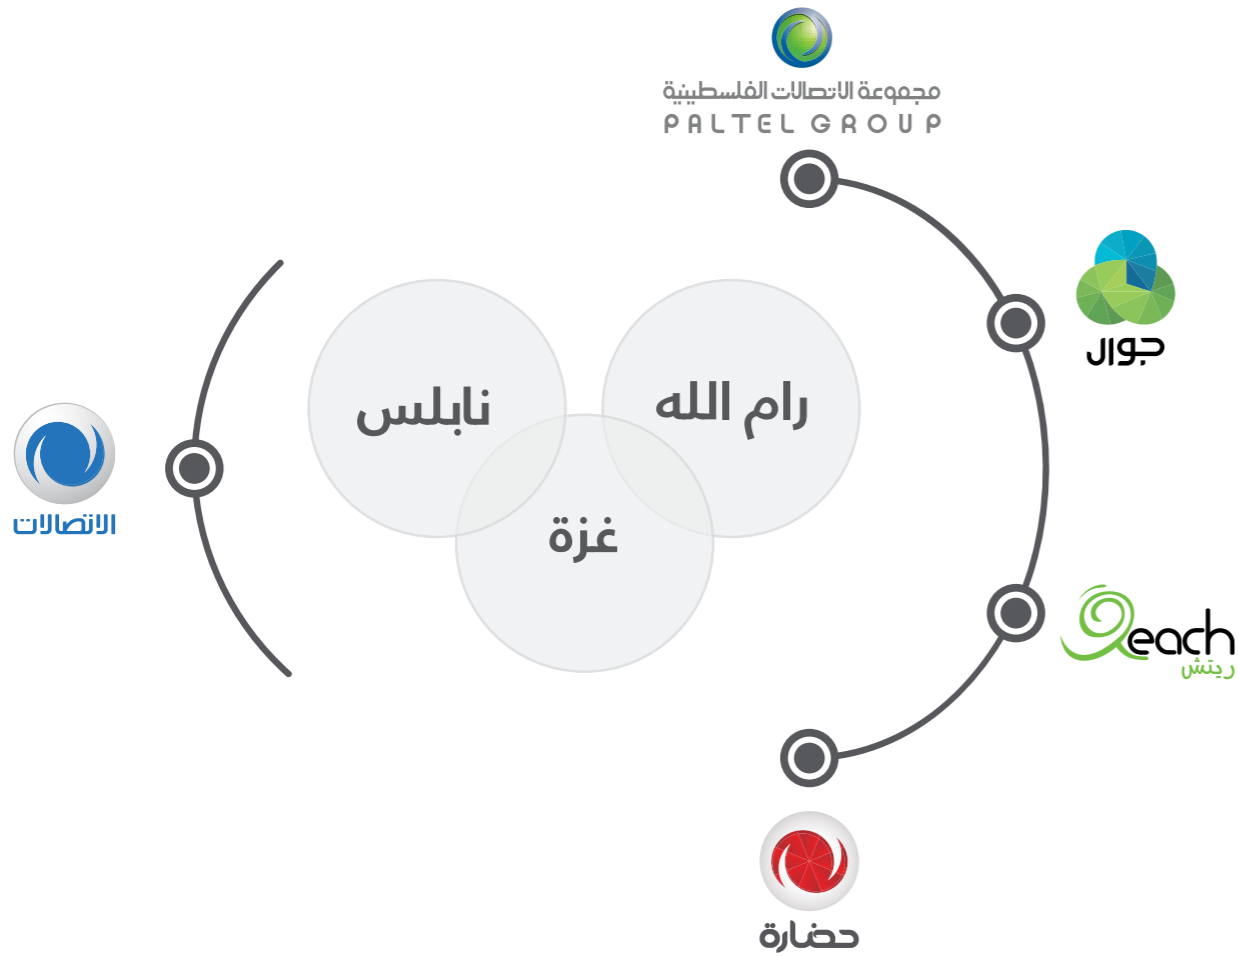 مجموعة الاتصالات الفلسطينية
PALTEL GROUP
جوال
رام الله
نابلس
غزة
الاتصالات
Reach
ريتش
حضارة